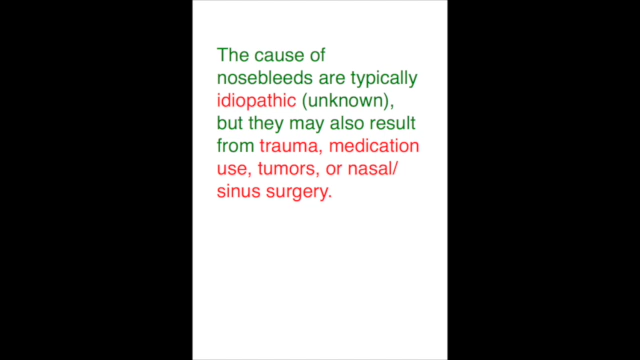 The cause of
nosebleeds are typically
idiopathic (unknown),
but they may also result
from trauma, medication
use, tumors, or nasal/
sinus surgery.